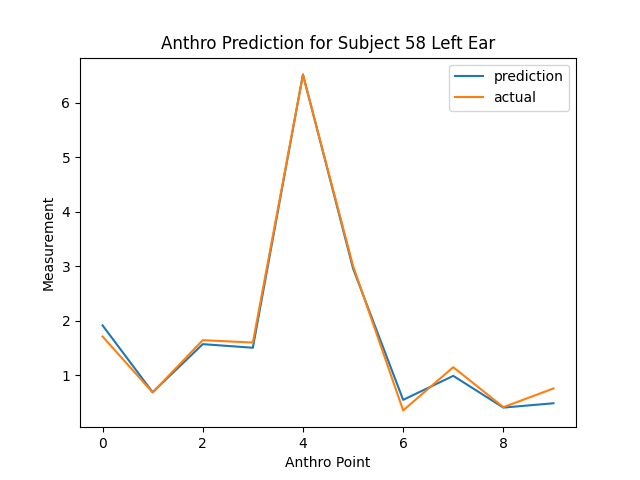 Anthro Prediction for Subject 58 Left Ear
prediction
actual
Measurement
6
5
4
3
2
1
0 2 4 6 8
Anthro Point